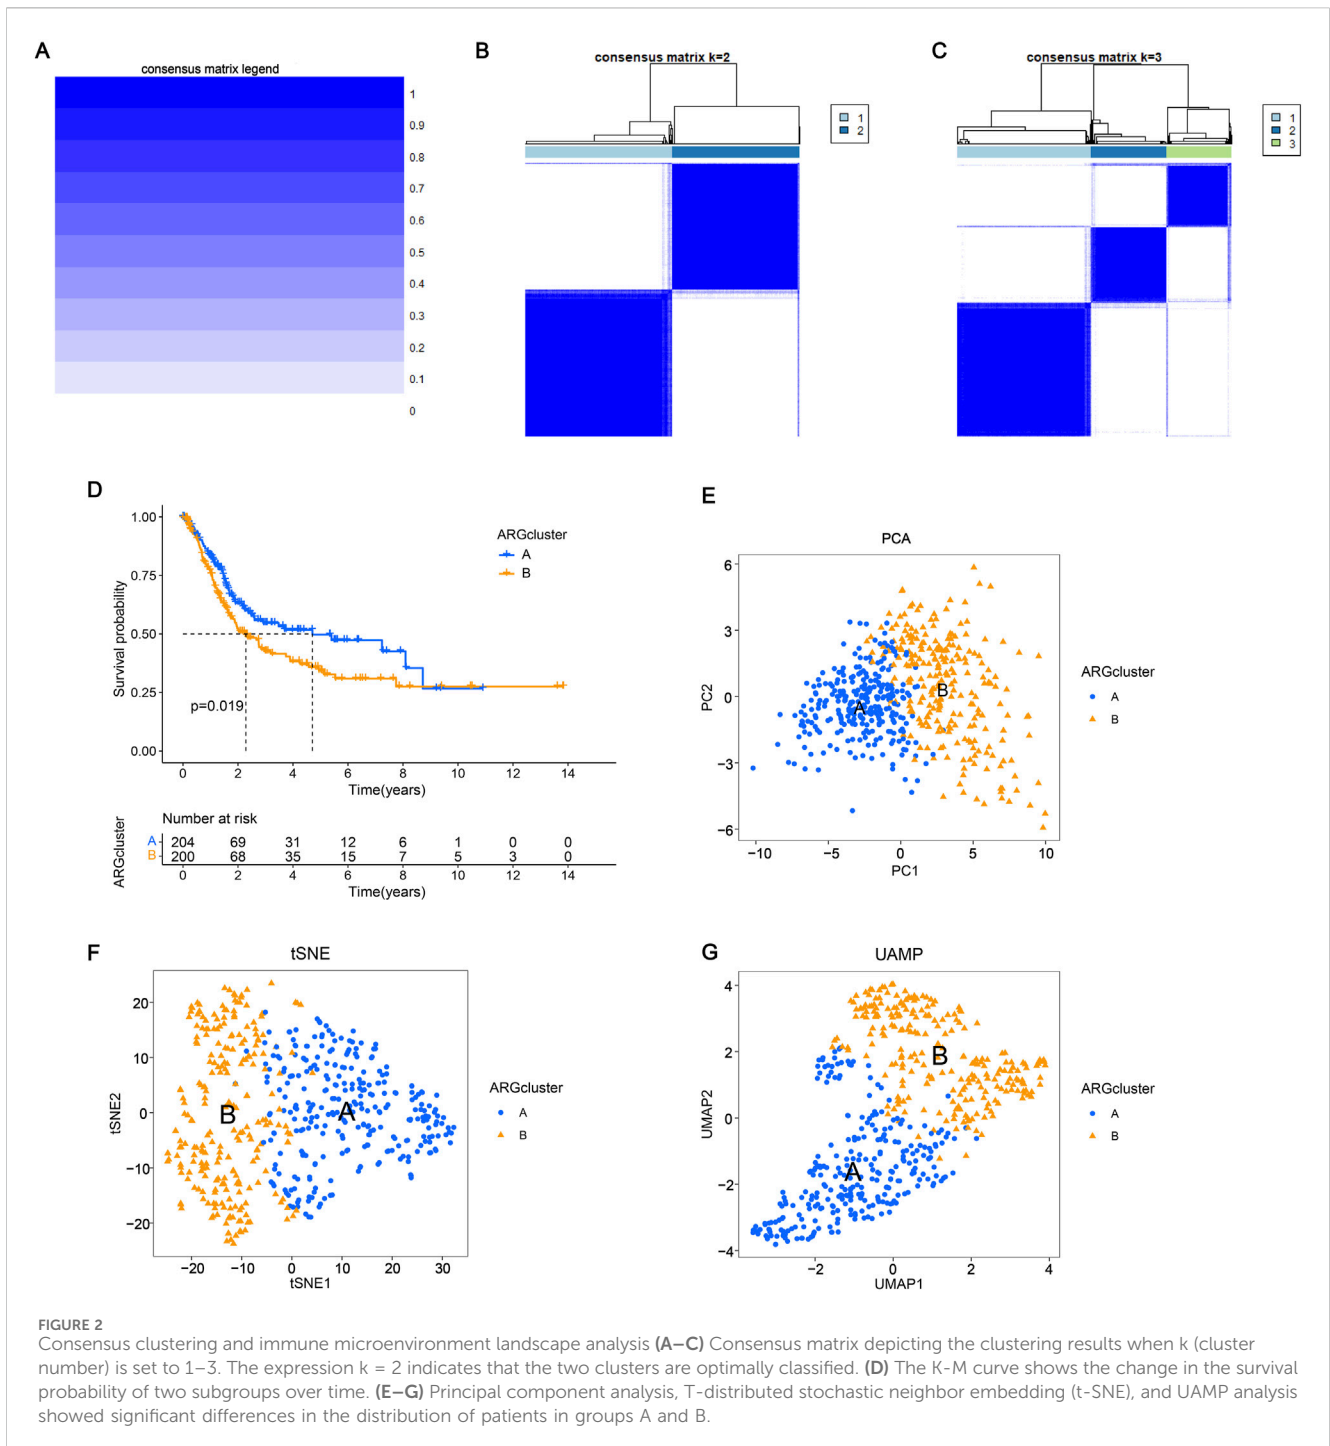 A
consensus matrix legend
1
0.9
0.8
0.7
0.6
0.5
0.4
0.3
0.2
0.1
0
B
consensus matrix k=2
1
2
C
consensus matrix k=3
1
2
3
D
1.00
0.75
0.50
0.25
0.00
Survival probability
p=0.019
ARGcluster
A
B
0 2 4 6 8 10 12 14
Time(years)
Number at risk
ARGcluster
A 204 69 31 12 6 1 0 0
B 200 68 35 15 7 5 3 0
0 2 4 6 8 10 12 14
Time(years)
E
PCA
6
3
0
−3
−6
PC2
A
B
−10 −5 0 5 10
PC1
ARGcluster
A
B
F
tSNE
20
10
0
−10
−20
tSNE2
B
A
−20 −10 0 10 20 30
tSNE1
ARGcluster
A
B
G
UAMP
4
2
0
−2
−4
UMAP2
B
A
−2 0 2 4
UMAP1
ARGcluster
A
B
FIGURE 2
Consensus clustering and immune microenvironment landscape analysis (A–C) Consensus matrix depicting the clustering results when k (cluster
number) is set to 1–3. The expression k = 2 indicates that the two clusters are optimally classified. (D) The K-M curve shows the change in the survival
probability of two subgroups over time. (E–G) Principal component analysis, T-distributed stochastic neighbor embedding (t-SNE), and UAMP analysis
showed significant differences in the distribution of patients in groups A and B.